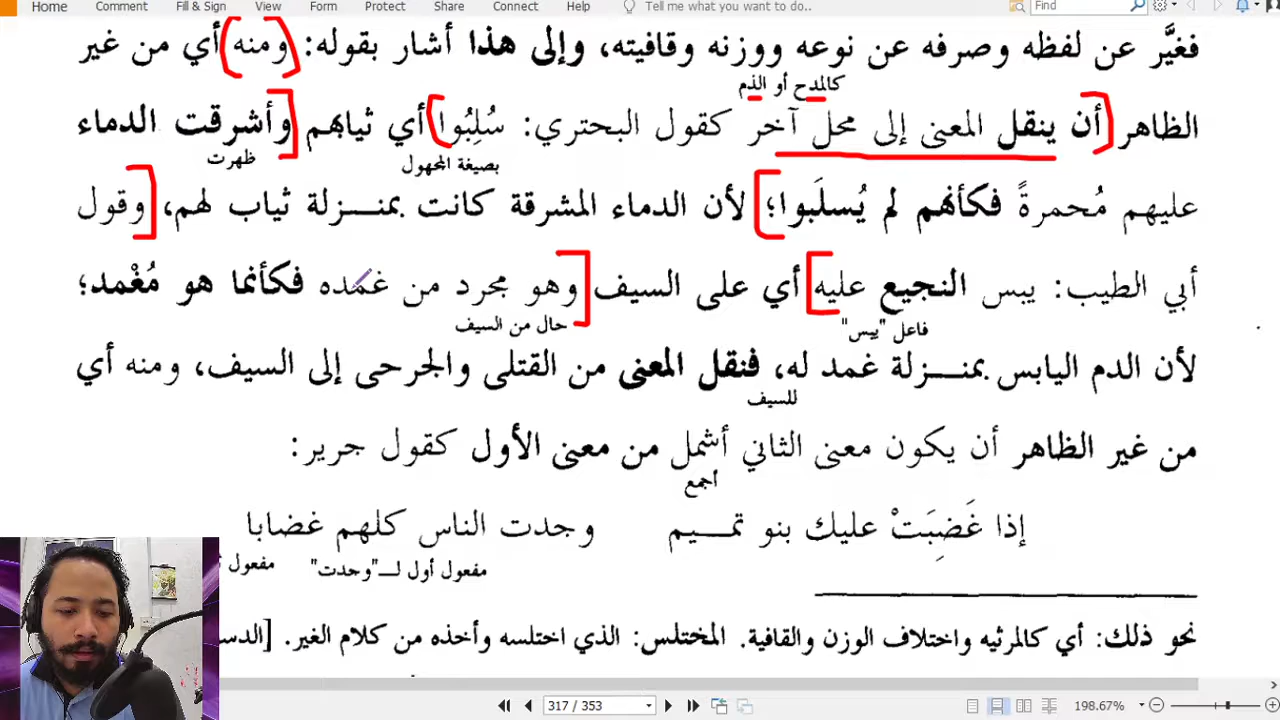 Home Comment Fill & Sign View Form Protect Share Connect Help Tell me what you want to do.. Find
فغيَّر عن لفظه وصرفه عن نوعه ووزنه وقافيته، وإلى هذا أشار بقوله: ومنه أي من غير
كالمدح أو الذم
الظاهر أن ينقل المعنى إلى محل آخر كقول البحتري: سُلِبُوا أي ثيابهم وأشرقت الدماء
بصيغة المجهول ظهرت
عليهم مُحمرةً فكأنهم لم يُسلَبوا؛ لأن الدماء المشرقة كانت بمنـزلة ثياب لهم، وقول
أبي الطيب: يبس النجيع عليه أي على السيف وهو مجرد من غمده فكأنما هو مُغْمد؛
فاعل "يبس" حال من السيف
لأن الدم اليابس بمنـزلة غمد له، فنقل المعنى من القتلى والجرحى إلى السيف، ومنه أي
للسيف
من غير الظاهر أن يكون معنى الثاني أشمل من معنى الأول كقول جرير:
أجمع
إذا غَضِبَتْ عليك بنو تمـيم وجدت الناس كلهم غضابا
مفعول أول لـ"وجدت" مفعول
نحو ذلك: أي كالمرثيه واختلاف الوزن والقافية. المختلس: الذي اختلسه وأخذه من كلام الغير. [الدس
317 / 353 198.67%